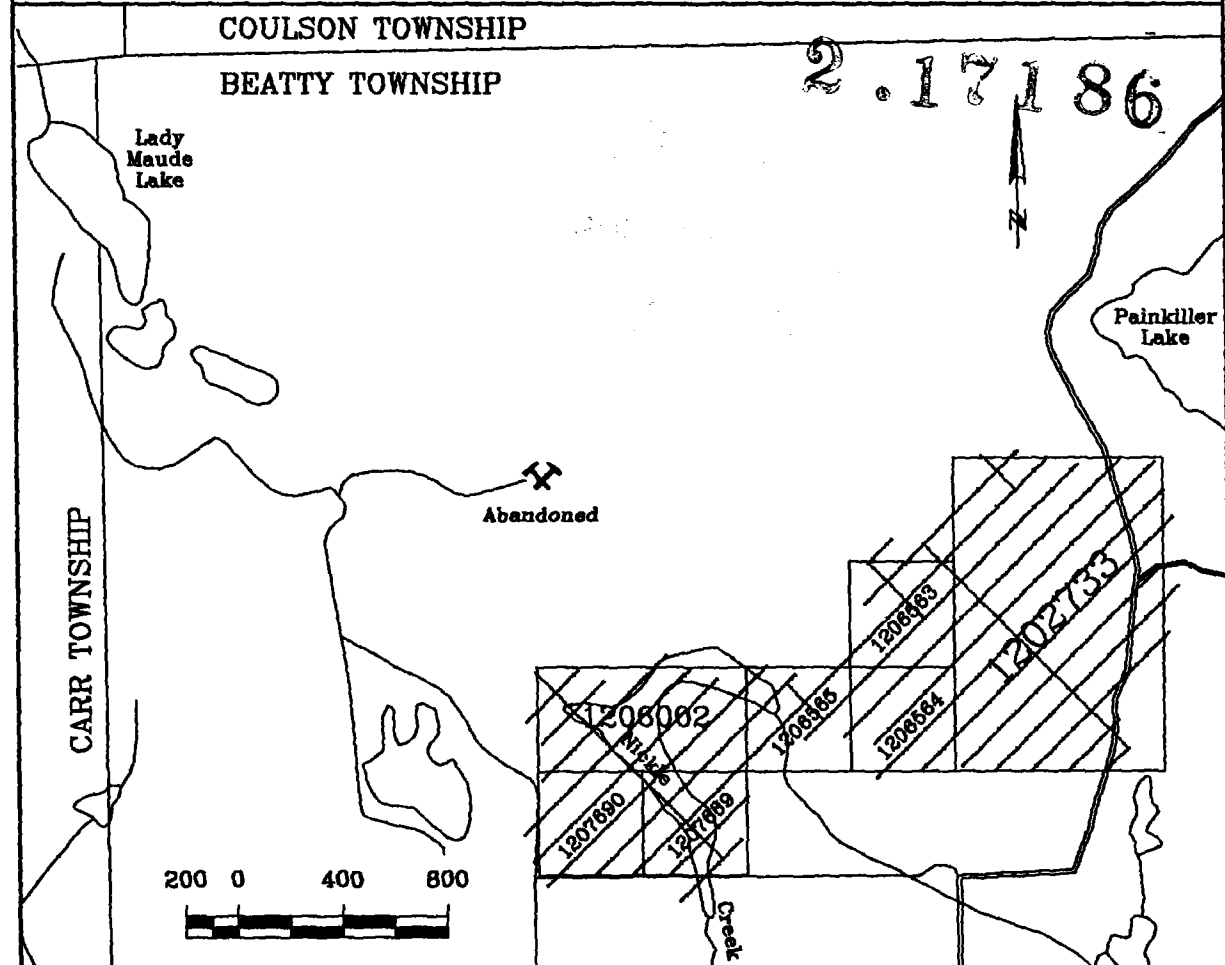 COULSON TOWNSHIP
BEATTY TOWNSHIP
2.17186
Lady
Maude
Lake
N
Painkiller
Lake
Abandoned
CARR TOWNSHIP
1202733
1206563
1206564
1206565
1206002
Creek
1207690
1207689
200 0 400 800